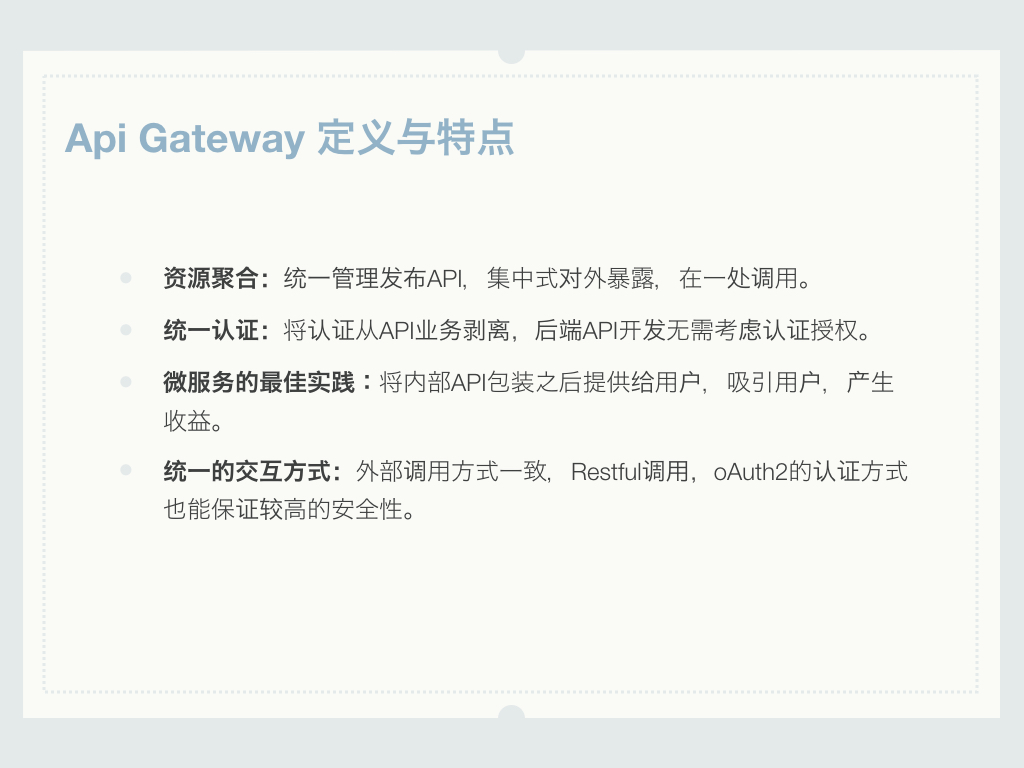 Api Gateway 定义与特点
资源聚合：统一管理发布API，集中式对外暴露，在一处调用。
统一认证：将认证从API业务剥离，后端API开发无需考虑认证授权。
微服务的最佳实践：将内部API包装之后提供给用户，吸引用户，产生
收益。
统一的交互方式：外部调用方式一致，Restful调用，oAuth2的认证方式
也能保证较高的安全性。